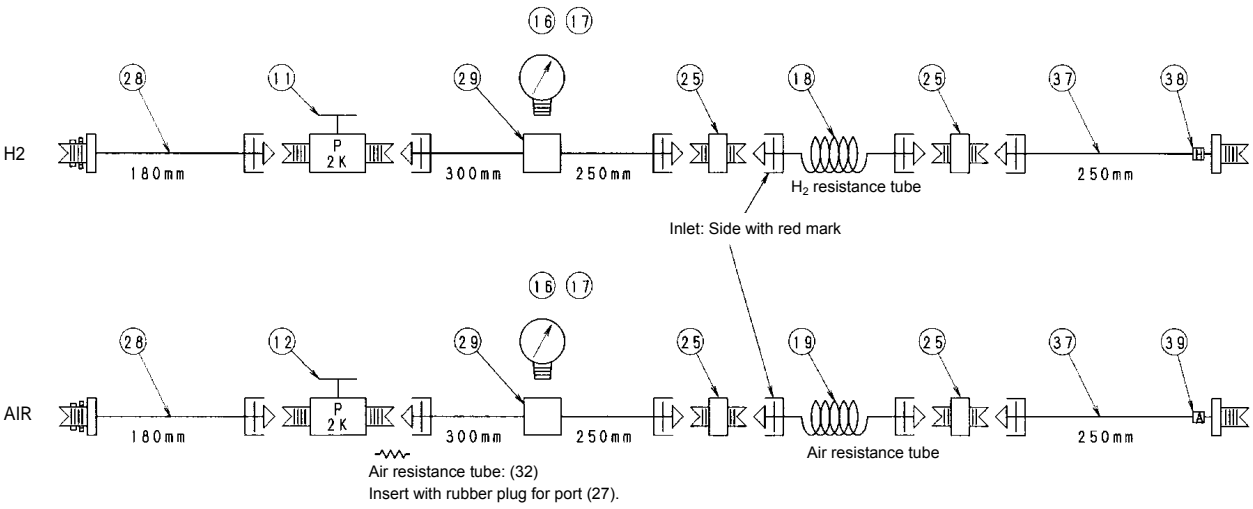 16 17
28 11 29 25 18 25 37 38
H2
P
2K
H
180mm 300mm 250mm 250mm
H2 resistance tube
Inlet: Side with red mark
16 17
28 12 29 25 19 25 37 39
AIR
P
2K
A
180mm 300mm 250mm 250mm
Air resistance tube
Air resistance tube: (32)
Insert with rubber plug for port (27).